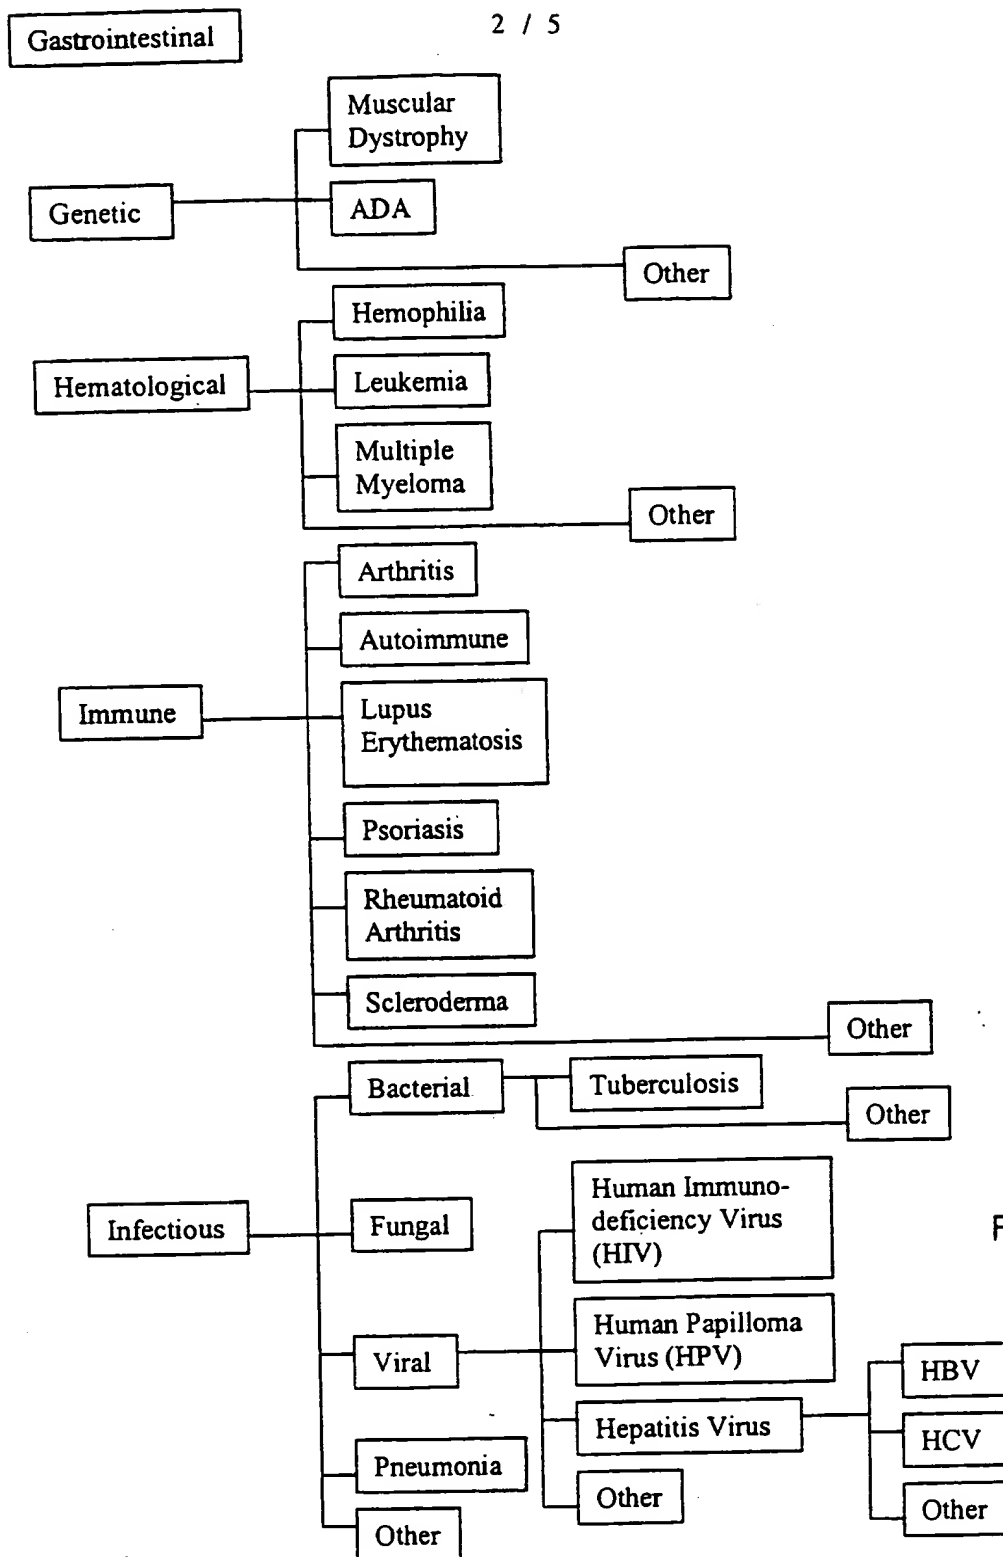 2 / 5
Gastrointestinal
Genetic
Muscular
Dystrophy
ADA
Other
Hematological
Hemophilia
Leukemia
Multiple
Myeloma
Other
Immune
Arthritis
Autoimmune
Lupus
Erythematosis
Psoriasis
Rheumatoid
Arthritis
Scleroderma
Other
Infectious
Bacterial
Tuberculosis
Other
Fungal
Viral
Human Immuno-
deficiency Virus
(HIV)
Human Papilloma
Virus (HPV)
Hepatitis Virus
HBV
HCV
Other
Other
Pneumonia
Other
F